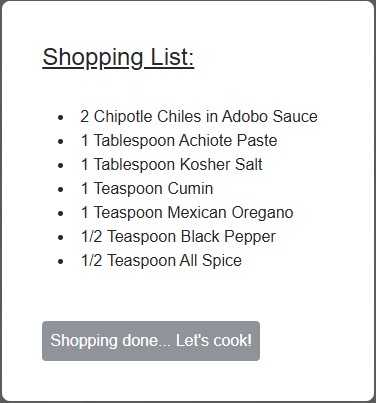 Shopping List:
2 Chipotle Chiles in Adobo Sauce
1 Tablespoon Achiote Paste
1 Tablespoon Kosher Salt
1 Teaspoon Cumin
1 Teaspoon Mexican Oregano
1/2 Teaspoon Black Pepper
1/2 Teaspoon All Spice
Shopping done... Let's cook!